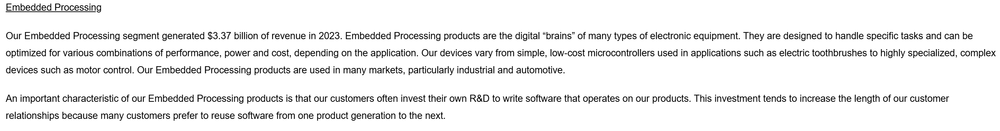 Embedded Processing
Our Embedded Processing segment generated $3.37 billion of revenue in 2023. Embedded Processing products are the digital “brains” of many types of electronic equipment. They are designed to handle specific tasks and can be
optimized for various combinations of performance, power and cost, depending on the application. Our devices vary from simple, low-cost microcontrollers used in applications such as electric toothbrushes to highly specialized, complex
devices such as motor control. Our Embedded Processing products are used in many markets, particularly industrial and automotive.
An important characteristic of our Embedded Processing products is that our customers often invest their own R&D to write software that operates on our products. This investment tends to increase the length of our customer
relationships because many customers prefer to reuse software from one product generation to the next.